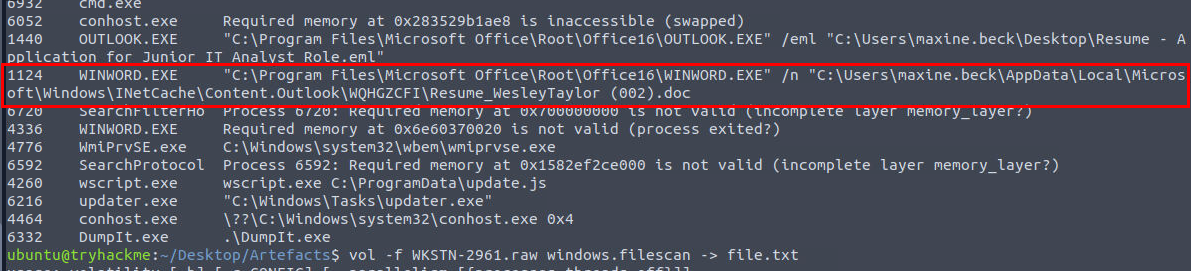 6932    cmd.exe
6052    conhost.exe     Required memory at 0x283529b1ae8 is inaccessible (swapped)
1440    OUTLOOK.EXE     "C:\Program Files\Microsoft Office\Root\Office16\OUTLOOK.EXE" /eml "C:\Users\maxine.beck\Desktop\Resume - A
pplication for Junior IT Analyst Role.eml"
1124    WINWORD.EXE     "C:\Program Files\Microsoft Office\Root\Office16\WINWORD.EXE" /n "C:\Users\maxine.beck\AppData\Local\Micros
oft\Windows\INetCache\Content.Outlook\WQHGZCFI\Resume_WesleyTaylor (002).doc
6720    SearchFilterHo  Process 6720: Required memory at 0x700000000 is not valid (incomplete layer memory_layer?)
4336    WINWORD.EXE     Required memory at 0x6e60370020 is not valid (process exited?)
4776    WmiPrvSE.exe    C:\Windows\system32\wbem\wmiprvse.exe
6592    SearchProtocol  Process 6592: Required memory at 0x1582ef2ce000 is not valid (incomplete layer memory_layer?)
4260    wscript.exe     wscript.exe C:\ProgramData\update.js
6216    updater.exe     "C:\Windows\Tasks\updater.exe"
4464    conhost.exe     \??\C:\Windows\system32\conhost.exe 0x4
6332    DumpIt.exe      .\DumpIt.exe
ubuntu@tryhackme:~/Desktop/Artefacts$ vol -f WKSTN-2961.raw windows.filescan -> file.txt